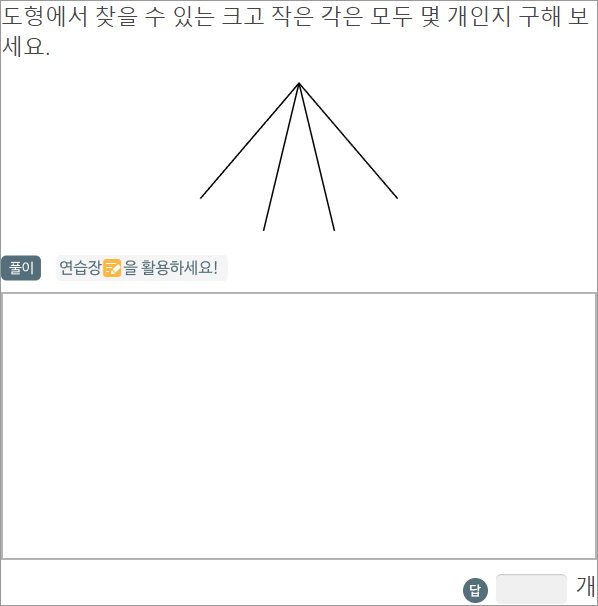 도형에서 찾을 수 있는 크고 작은 각은 모두 몇 개인지 구해 보
세요.
풀이 연습장을 활용하세요!
답 개